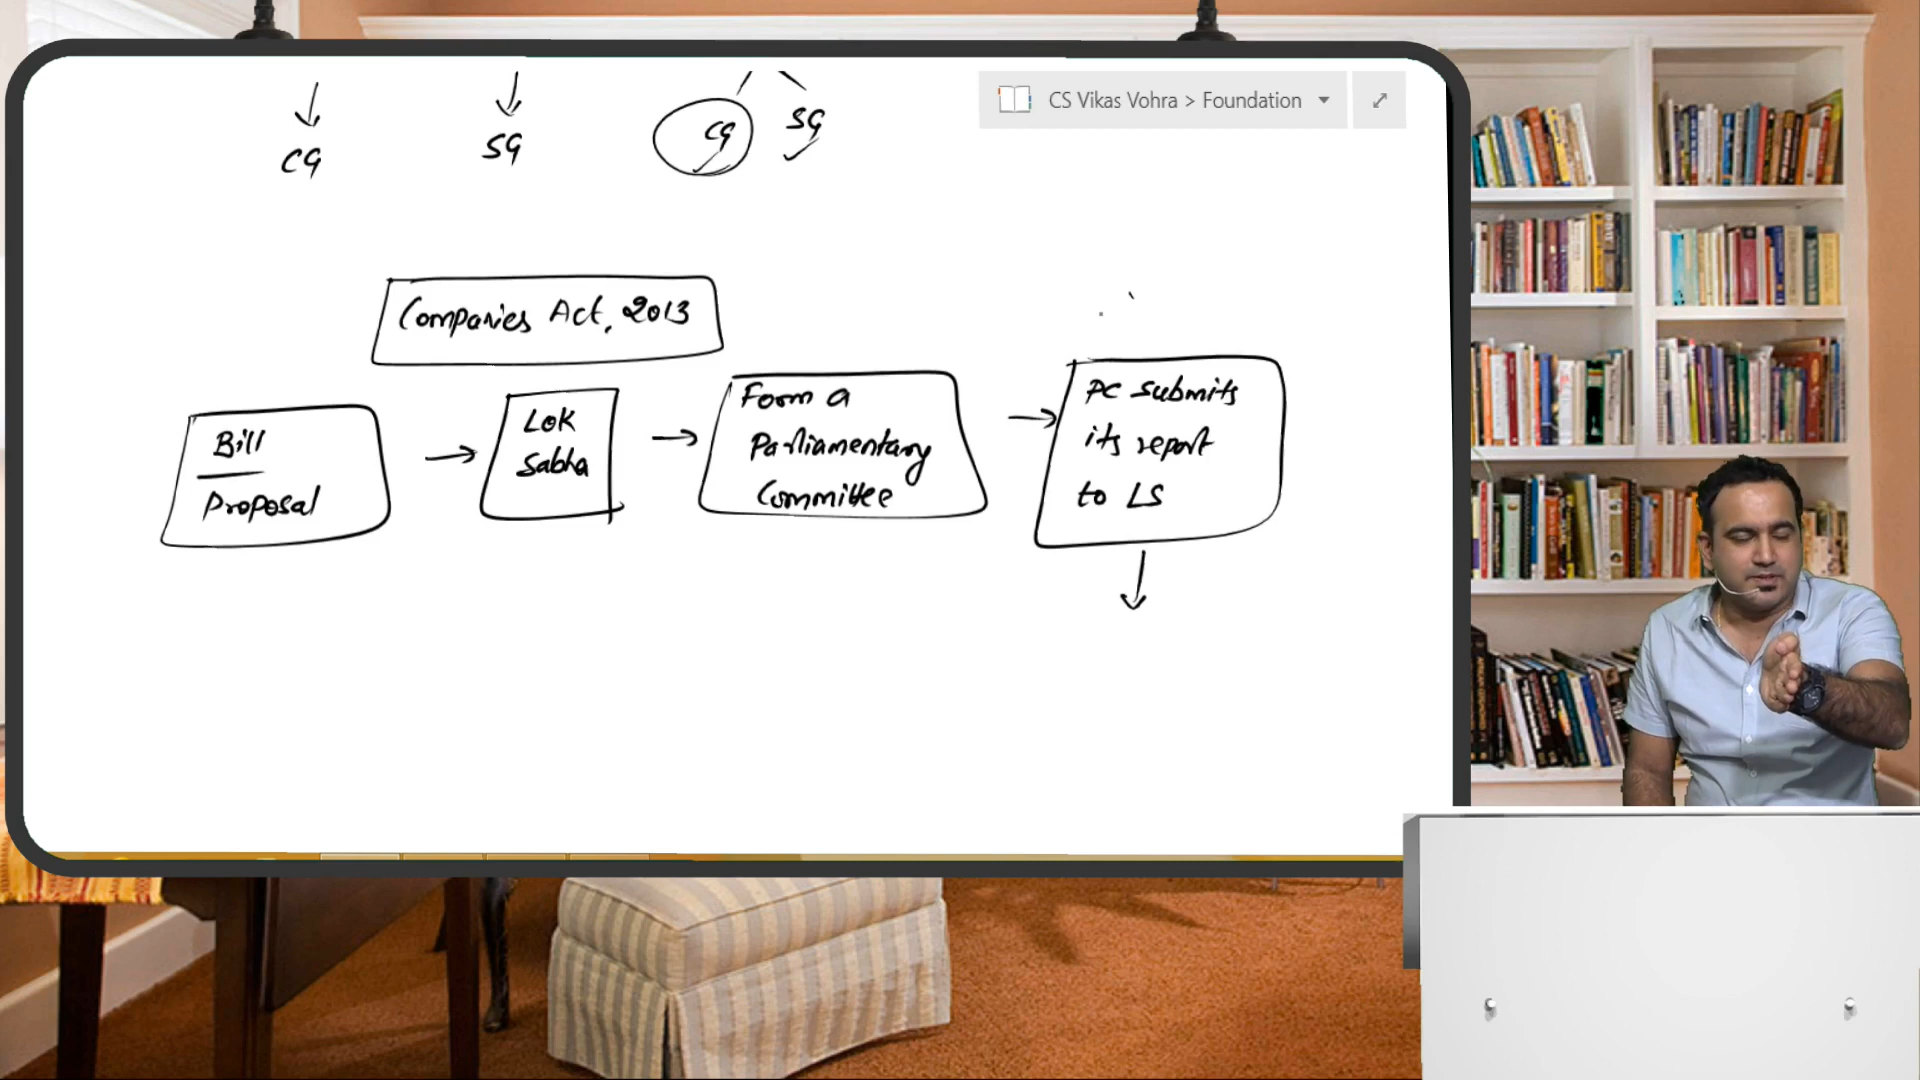 CS Vikas Vohra > Foundation
CG
SG
CG
SG
Companies Act, 2013
Bill
Proposal
Lok
Sabha
Form a
Parliamentary
Committee
PC submits
its report
to LS